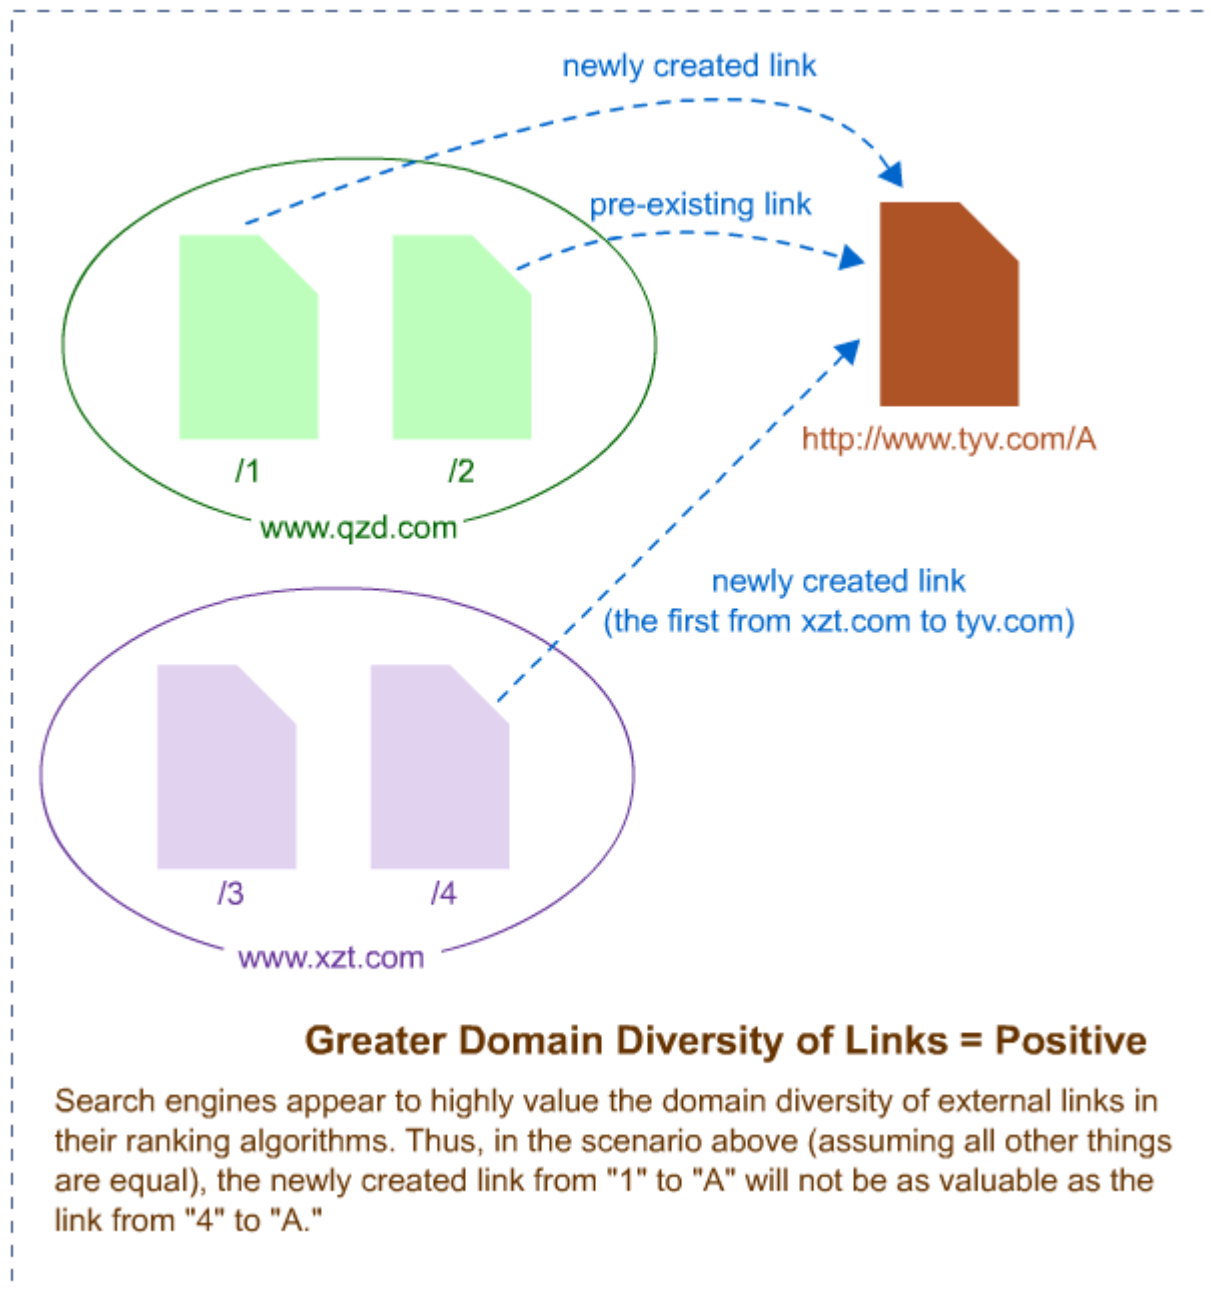 newly created link
pre-existing link
http://www.tyv.com/A
/1
/2
www.qzd.com
newly created link
(the first from xzt.com to tyv.com)
/3
/4
www.xzt.com
Greater Domain Diversity of Links = Positive
Search engines appear to highly value the domain diversity of external links in
their ranking algorithms. Thus, in the scenario above (assuming all other things
are equal), the newly created link from "1" to "A" will not be as valuable as the
link from "4" to "A."